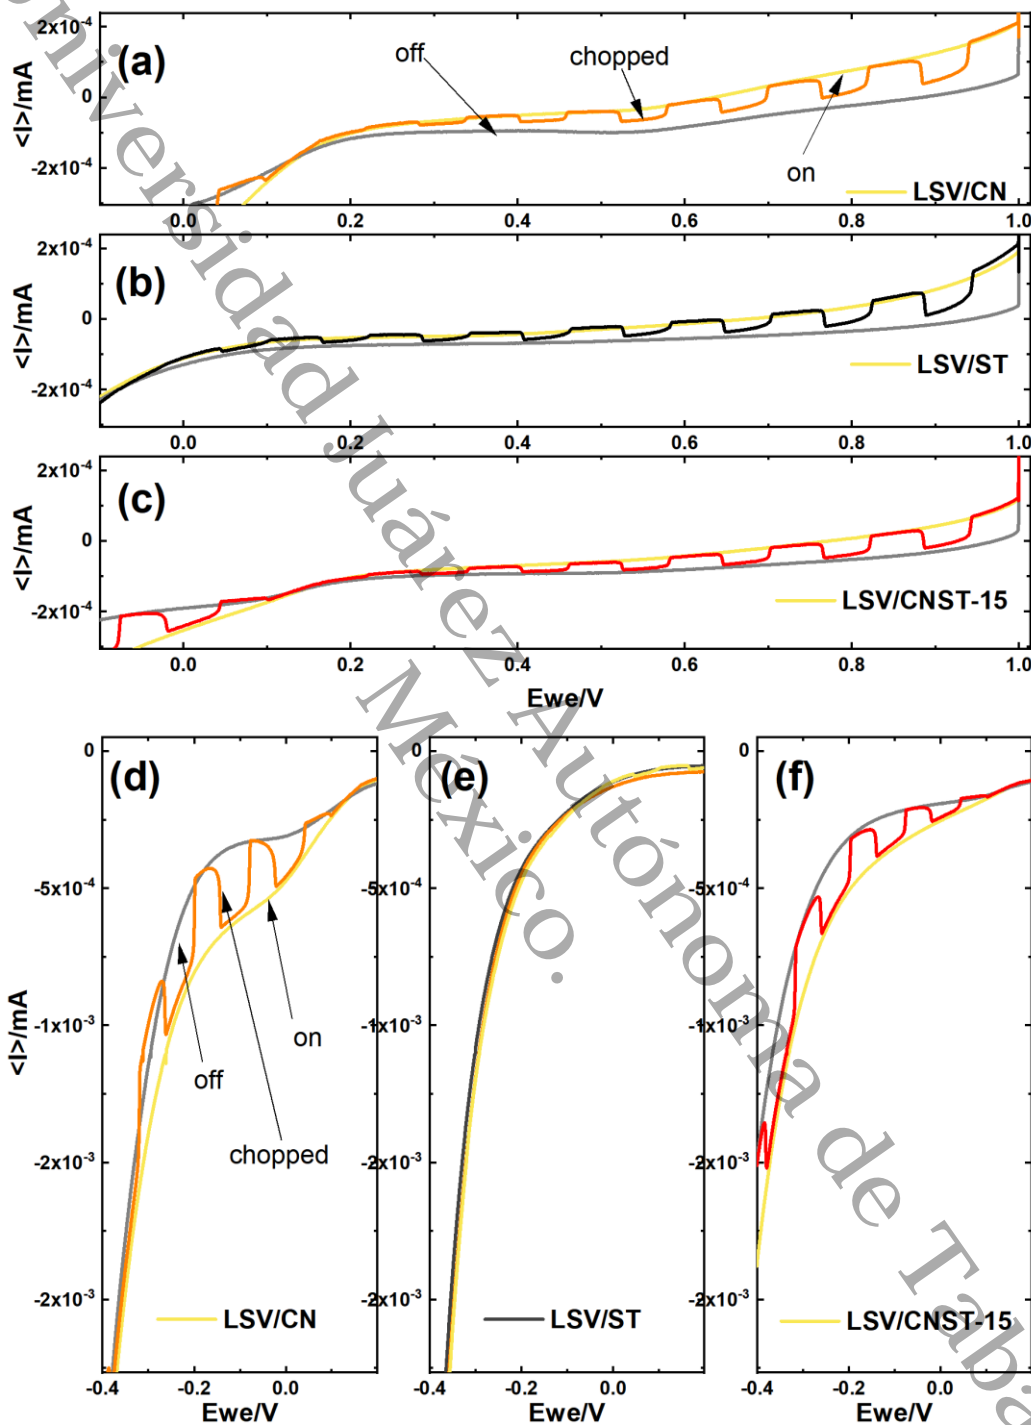 (a)
off
chopped
on
LSV/CN
<I>/mA
2x10⁻⁴
0
-2x10⁻⁴
0.0
0.2
0.4
0.6
0.8
1.0
(b)
LSV/ST
<I>/mA
2x10⁻⁴
0
-2x10⁻⁴
0.0
0.2
0.4
0.6
0.8
1.0
(c)
LSV/CNST-15
<I>/mA
2x10⁻⁴
0
-2x10⁻⁴
0.0
0.2
0.4
0.6
0.8
1.0
Ewe/V
(d)
off
chopped
on
LSV/CN
<I>/mA
0
-5x10⁻⁴
-1x10⁻³
-2x10⁻³
-2x10⁻³
-0.4
-0.2
0.0
Ewe/V
(e)
LSV/ST
0
-5x10⁻⁴
-1x10⁻³
-2x10⁻³
-2x10⁻³
-0.4
-0.2
0.0
Ewe/V
(f)
LSV/CNST-15
0
-5x10⁻⁴
-1x10⁻³
-2x10⁻³
-2x10⁻³
-0.4
-0.2
0.0
Ewe/V
Juárez Autónoma de
México.